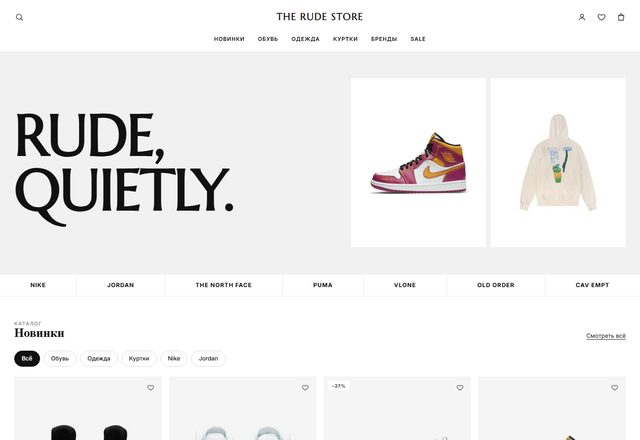 THE RUDE STORE
НОВИНКИ ОБУВЬ ОДЕЖДА КУРТКИ БРЕНДЫ SALE
RUDE,
QUIETLY.
NIKE JORDAN THE NORTH FACE PUMA VLONE OLD ORDER CAV EMPT
КАТАЛОГ
Новинки
Смотреть всё
Всё Обувь Одежда Куртки Nike Jordan
-27%